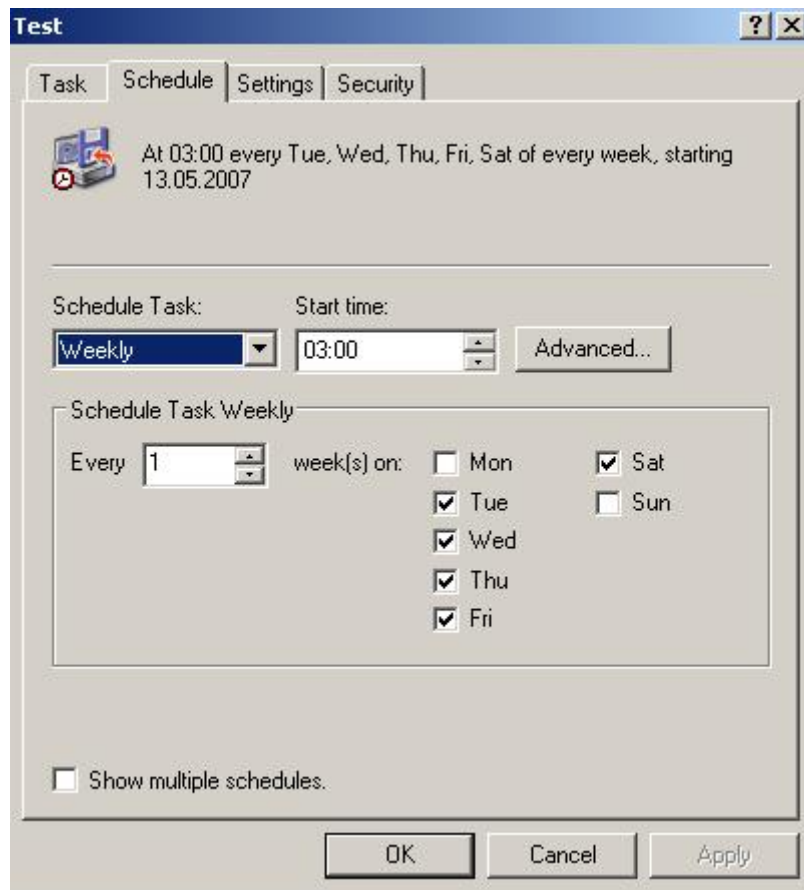 Test
Task Schedule Settings Security
At 03:00 every Tue, Wed, Thu, Fri, Sat of every week, starting
13.05.2007
Schedule Task: Start time:
Weekly 03:00 Advanced...
Schedule Task Weekly
Every 1 week(s) on: Mon Sat
Tue Sun
Wed
Thu
Fri
Show multiple schedules.
OK Cancel Apply